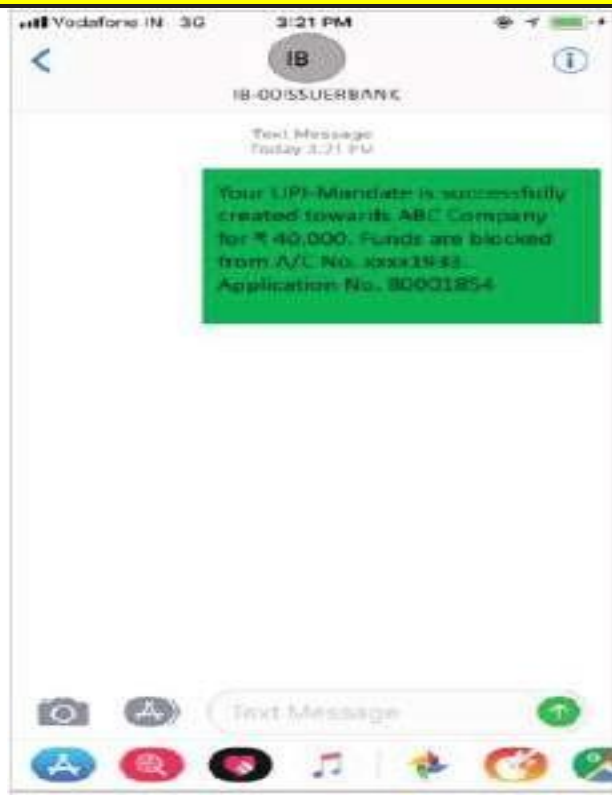 Vodafone IN 3G 3:21 PM
IB
IB-00ISSUERBANK
Text Message
Today 3:21 PM
Your UPI-Mandate is successfully
created towards ABC Company
for ₹ 40,000. Funds are blocked
from A/C No. xxxx1933.
Application No. 80001854
Text Message